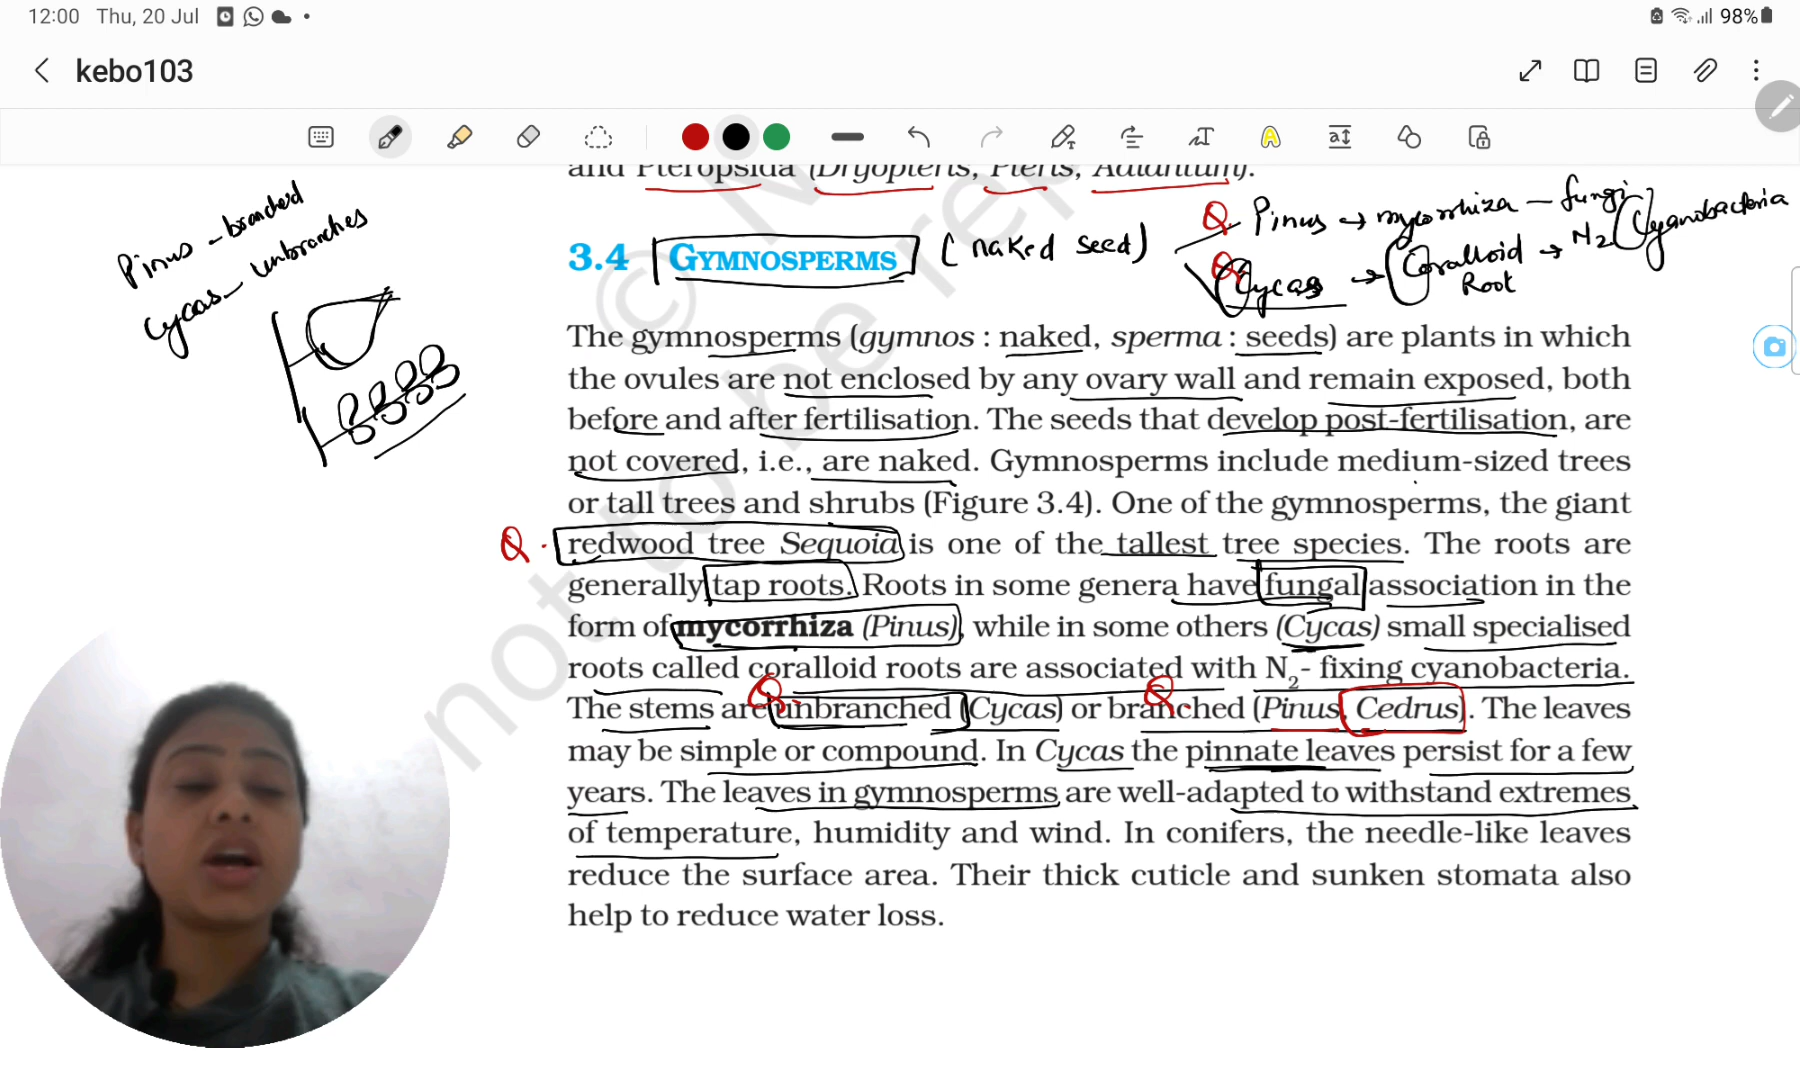 12:00 Thu, 20 Jul 98%
kebo103
and Pteropsida (Dryopteris, Pteris, Adiantum).
Pinus - branched
Cycas - unbranches
3.4 GYMNOSPERMS ( naked seed )
Q. Pinus → mycorrhiza – fungi
Q Cycas → Coralloid Root → N2 Cyanobacteria
The gymnosperms (gymnos : naked, sperma : seeds) are plants in which
the ovules are not enclosed by any ovary wall and remain exposed, both
before and after fertilisation. The seeds that develop post-fertilisation, are
not covered, i.e., are naked. Gymnosperms include medium-sized trees
or tall trees and shrubs (Figure 3.4). One of the gymnosperms, the giant
Q. redwood tree Sequoia is one of the tallest tree species. The roots are
generally tap roots. Roots in some genera have fungal association in the
form of mycorrhiza (Pinus), while in some others (Cycas) small specialised
roots called coralloid roots are associated with N2- fixing cyanobacteria.
Q. Q.
The stems are unbranched (Cycas) or branched (Pinus, Cedrus). The leaves
may be simple or compound. In Cycas the pinnate leaves persist for a few
years. The leaves in gymnosperms are well-adapted to withstand extremes
of temperature, humidity and wind. In conifers, the needle-like leaves
reduce the surface area. Their thick cuticle and sunken stomata also
help to reduce water loss.
not to be rep